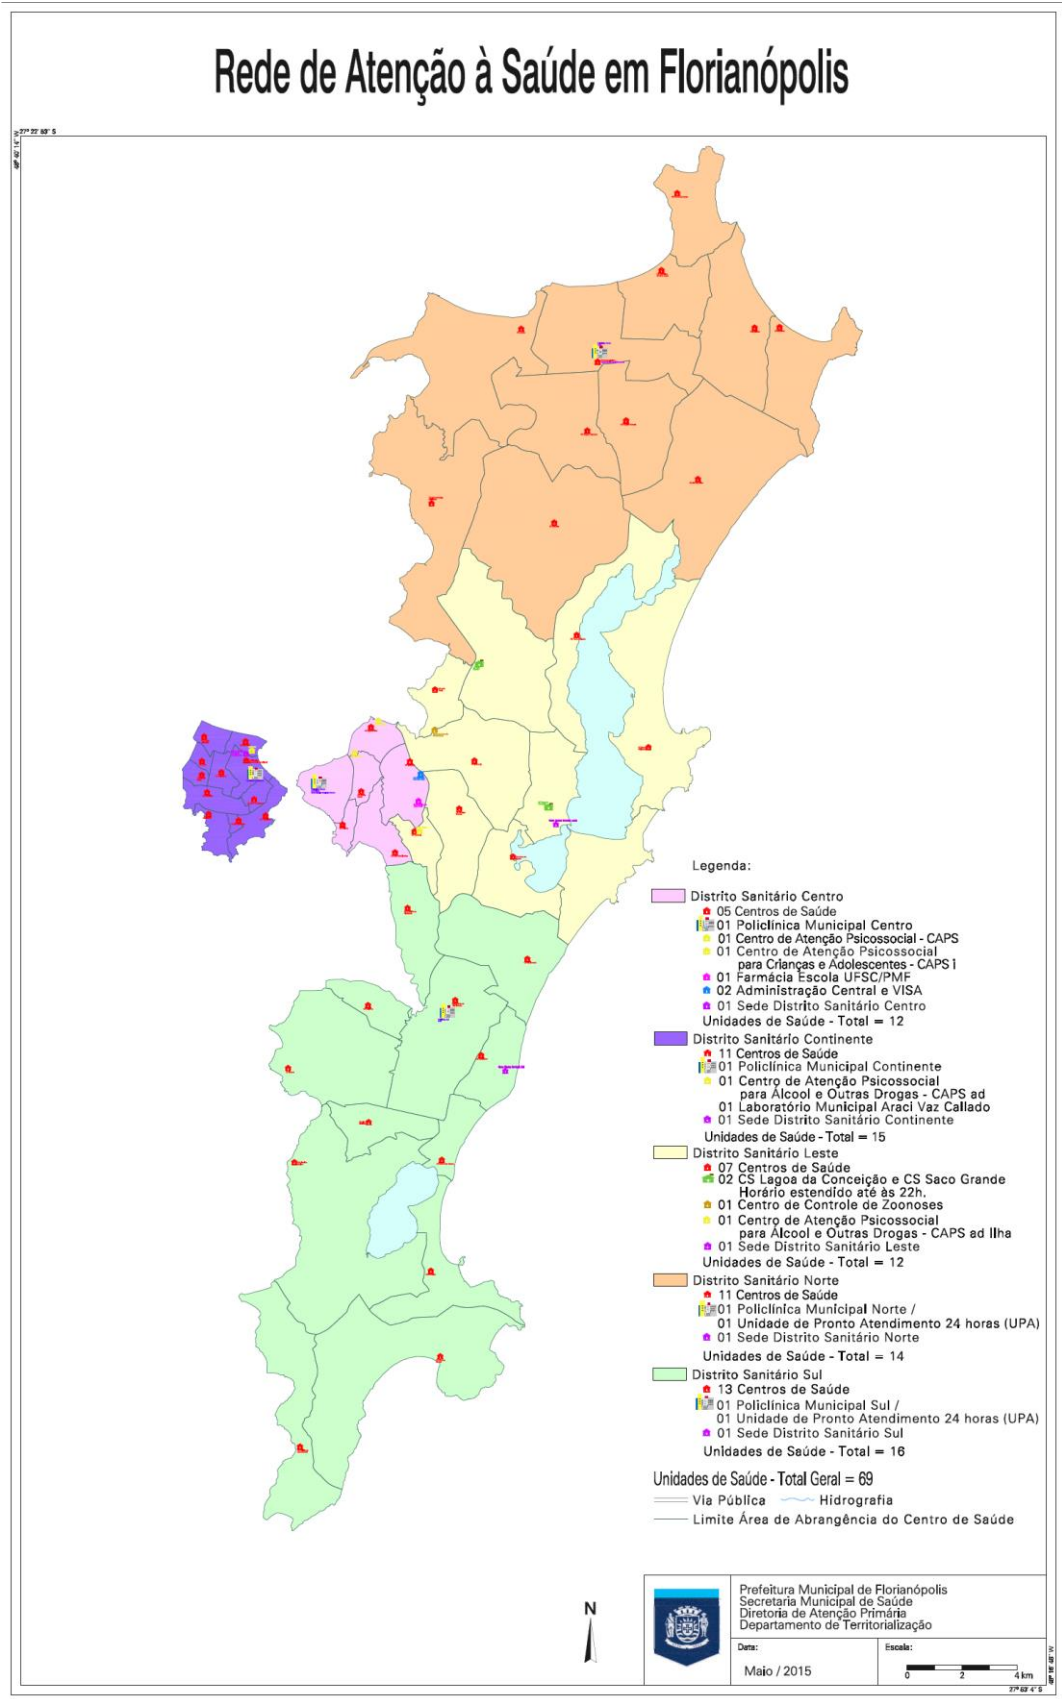 Rede de Atenção à Saúde em Florianópolis
Legenda:
Distrito Sanitário Centro
05 Centros de Saúde
01 Policlínica Municipal Centro
01 Centro de Atenção Psicossocial - CAPS
01 Centro de Atenção Psicossocial
para Crianças e Adolescentes - CAPS i
01 Farmácia Escola UFSC/PMF
02 Administração Central e VISA
01 Sede Distrito Sanitário Centro
Unidades de Saúde - Total = 12
Distrito Sanitário Continente
11 Centros de Saúde
01 Policlínica Municipal Continente
01 Centro de Atenção Psicossocial
para Álcool e Outras Drogas - CAPS ad
01 Laboratório Municipal Araci Vaz Callado
01 Sede Distrito Sanitário Continente
Unidades de Saúde - Total = 15
Distrito Sanitário Leste
07 Centros de Saúde
02 CS Lagoa da Conceição e CS Saco Grande
Horário estendido até às 22h.
01 Centro de Controle de Zoonoses
01 Centro de Atenção Psicossocial
para Álcool e Outras Drogas - CAPS ad Ilha
01 Sede Distrito Sanitário Leste
Unidades de Saúde - Total = 12
Distrito Sanitário Norte
11 Centros de Saúde
01 Policlínica Municipal Norte /
01 Unidade de Pronto Atendimento 24 horas (UPA)
01 Sede Distrito Sanitário Norte
Unidades de Saúde - Total = 14
Distrito Sanitário Sul
13 Centros de Saúde
01 Policlínica Municipal Sul /
01 Unidade de Pronto Atendimento 24 horas (UPA)
01 Sede Distrito Sanitário Sul
Unidades de Saúde - Total = 16
Unidades de Saúde - Total Geral = 69
Via Pública Hidrografia
Limite Área de Abrangência do Centro de Saúde
N
Prefeitura Municipal de Florianópolis
Secretaria Municipal de Saúde
Diretoria de Atenção Primária
Departamento de Territorialização
Data:
Maio / 2015
Escala:
0 2 4 km